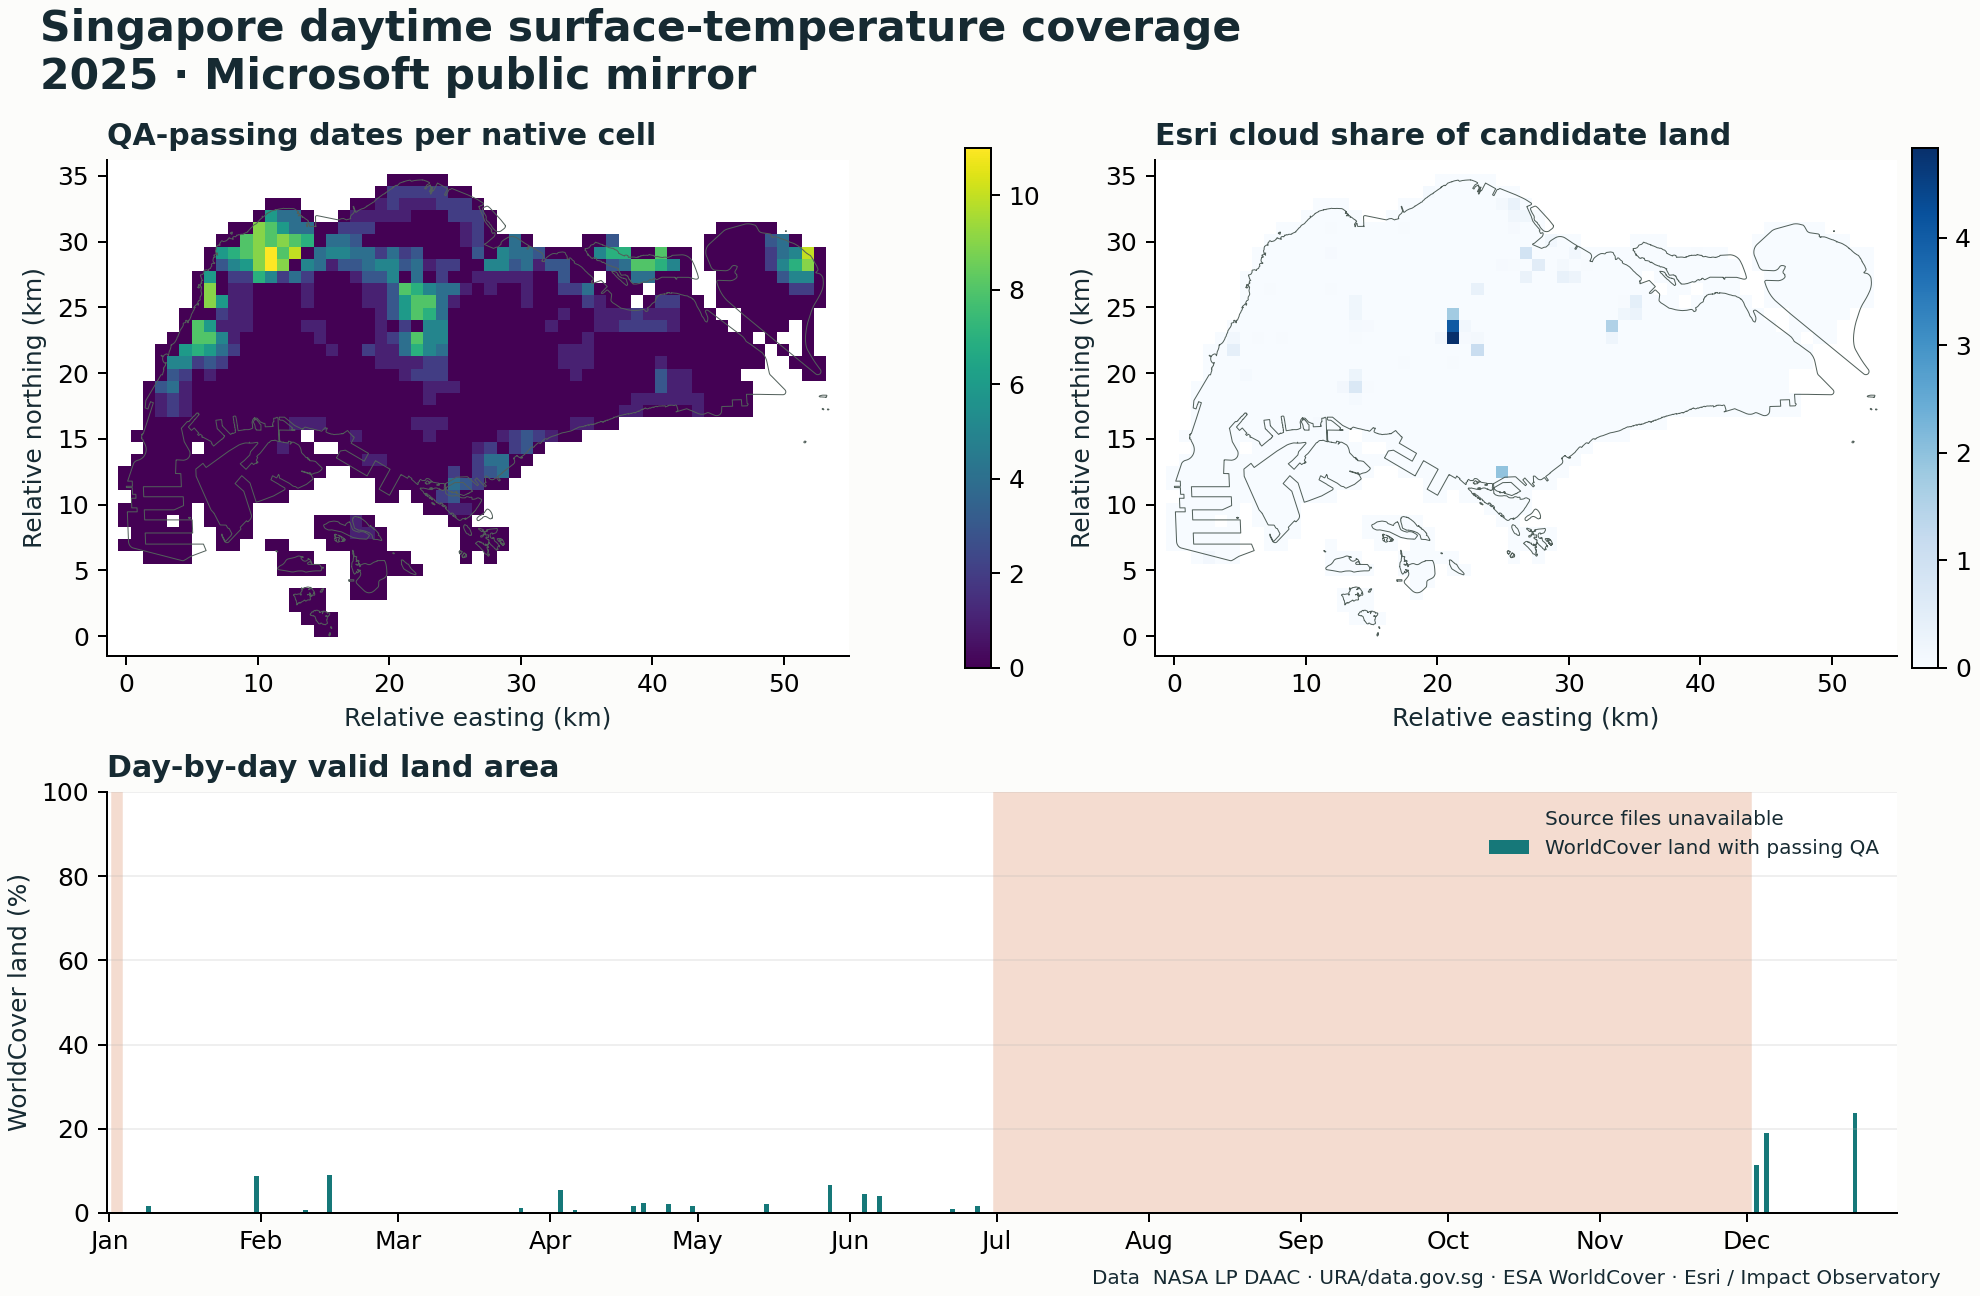 Singapore daytime surface-temperature coverage
2025 · Microsoft public mirror
QA-passing dates per native cell
35
30
25
20
15
10
5
0
Relative northing (km)
0 10 20 30 40 50
Relative easting (km)
10
8
6
4
2
0
Esri cloud share of candidate land
35
30
25
20
15
10
5
0
Relative northing (km)
0 10 20 30 40 50
Relative easting (km)
4
3
2
1
0
Day-by-day valid land area
100
80
60
40
20
0
WorldCover land (%)
Source files unavailable
WorldCover land with passing QA
Jan Feb Mar Apr May Jun Jul Aug Sep Oct Nov Dec
Data  NASA LP DAAC · URA/data.gov.sg · ESA WorldCover · Esri / Impact Observatory